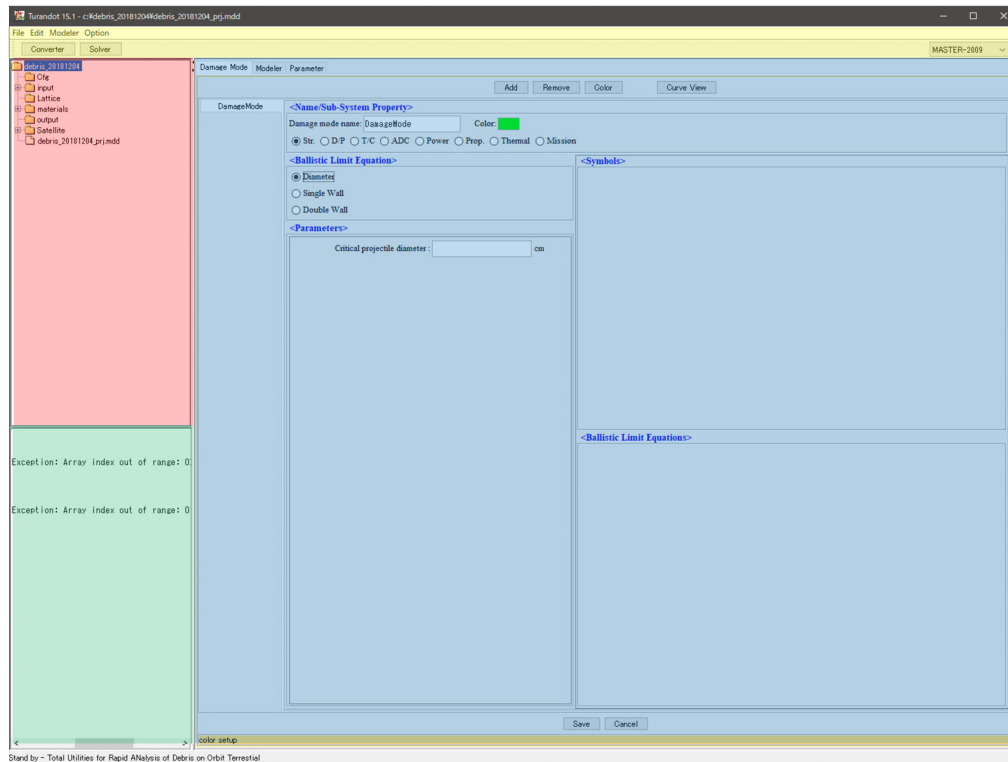 Turandot 15.1 - c:¥debris_20181204¥debris_20181204_prj.mdd
File Edit Modeler Option
Converter Solver MASTER-2009
debris_20181204
Cfg
input
Lattice
materials
output
Satellite
debris_20181204_prj.mdd
Exception: Array index out of range: 0
Exception: Array index out of range: 0
Damage Mode Modeler Parameter
Add Remove Color Curve View
DamageMode
<Name/Sub-System Property>
Damage mode name: DamageMode Color:
Str. D/P T/C ADC Power Prop. Thermal Mission
<Ballistic Limit Equation>
Diameter
Single Wall
Double Wall
<Parameters>
Critical projectile diameter : cm
<Symbols>
<Ballistic Limit Equations>
Save Cancel
color setup
Stand by - Total Utilities for Rapid ANalysis of Debris on Orbit Terrestial